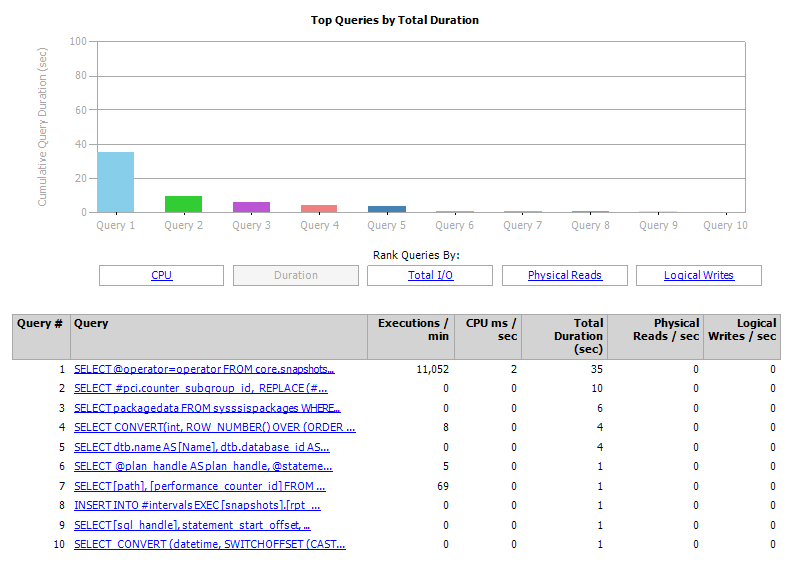 Top Queries by Total Duration
Cumulative Query Duration (sec)
100
80
60
40
20
0
Query 1 Query 2 Query 3 Query 4 Query 5 Query 6 Query 7 Query 8 Query 9 Query 10
Rank Queries By:
CPU Duration Total I/O Physical Reads Logical Writes
Query # Query Executions / min CPU ms / sec Total Duration (sec) Physical Reads / sec Logical Writes / sec
1 SELECT @operator=operator FROM core.snapshots... 11,052 2 35 0 0
2 SELECT #pci.counter_subgroup_id, REPLACE (#... 0 0 10 0 0
3 SELECT packagedata FROM sysssispackages WHERE... 0 0 6 0 0
4 SELECT CONVERT(int, ROW_NUMBER() OVER (ORDER ... 8 0 4 0 0
5 SELECT dtb.name AS [Name], dtb.database_id AS... 0 0 4 0 0
6 SELECT @plan_handle AS plan_handle, @stateme... 5 0 1 0 0
7 SELECT [path], [performance_counter_id] FROM ... 69 0 1 0 0
8 INSERT INTO #intervals EXEC [snapshots].[rpt_... 0 0 1 0 0
9 SELECT [sql_handle], statement_start_offset, ... 0 0 1 0 0
10 SELECT CONVERT (datetime, SWITCHOFFSET (CAST... 0 0 1 0 0